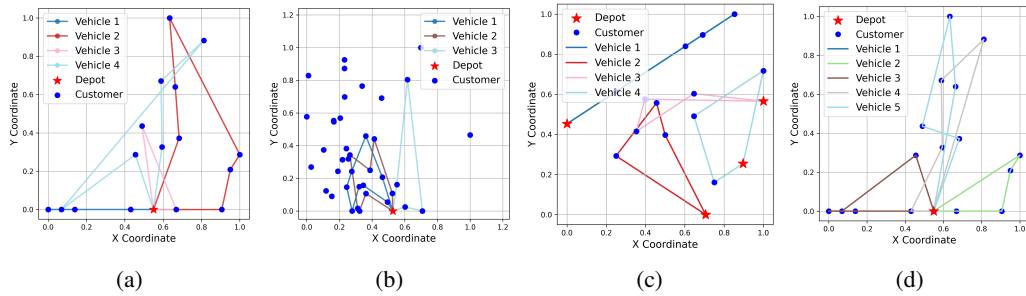 Vehicle 1
Vehicle 2
Vehicle 3
Vehicle 4
Depot
Customer
Y Coordinate
1.0
0.8
0.6
0.4
0.2
0.0
0.0 0.2 0.4 0.6 0.8 1.0
X Coordinate
(a)
Vehicle 1
Vehicle 2
Vehicle 3
Depot
Customer
Y Coordinate
1.2
1.0
0.8
0.6
0.4
0.2
0.0
0.0 0.2 0.4 0.6 0.8 1.0
X Coordinate
(b)
Depot
Customer
Vehicle 1
Vehicle 2
Vehicle 3
Vehicle 4
Y Coordinate
1.0
0.8
0.6
0.4
0.2
0.0
0.0 0.2 0.4 0.6 0.8 1.0
X Coordinate
(c)
Depot
Customer
Vehicle 1
Vehicle 2
Vehicle 3
Vehicle 4
Vehicle 5
Y Coordinate
1.0
0.8
0.6
0.4
0.2
0.0
0.0 0.2 0.4 0.6 0.8 1.0
X Coordinate
(d)